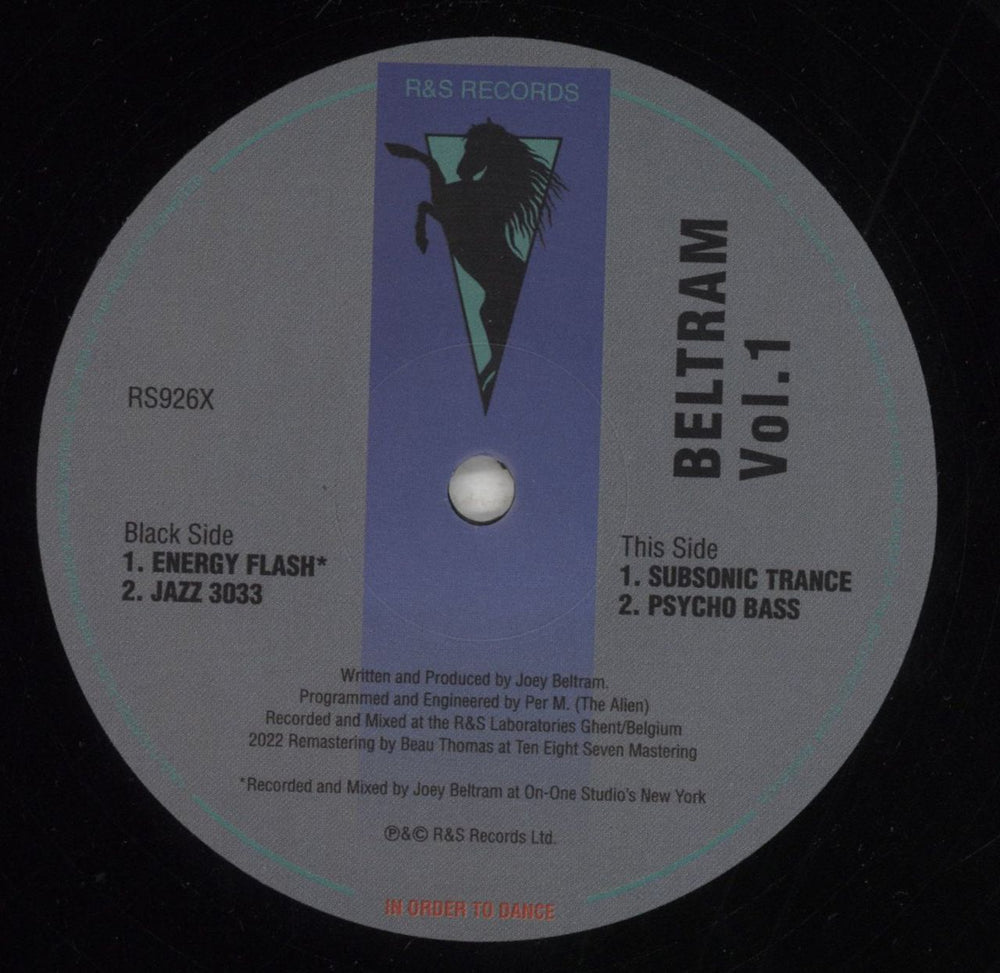 R&S RECORDS
BELTRAM
Vol.1
RS926X
Black Side
1. ENERGY FLASH*
2. JAZZ 3033
This Side
1. SUBSONIC TRANCE
2. PSYCHO BASS
Written and Produced by Joey Beltram.
Programmed and Engineered by Per M. (The Alien)
Recorded and Mixed at the R&S Laboratories Ghent/Belgium
2022 Remastering by Beau Thomas at Ten Eight Seven Mastering
*Recorded and Mixed by Joey Beltram at On-One Studio's New York
℗&© R&S Records Ltd.
IN ORDER TO DANCE